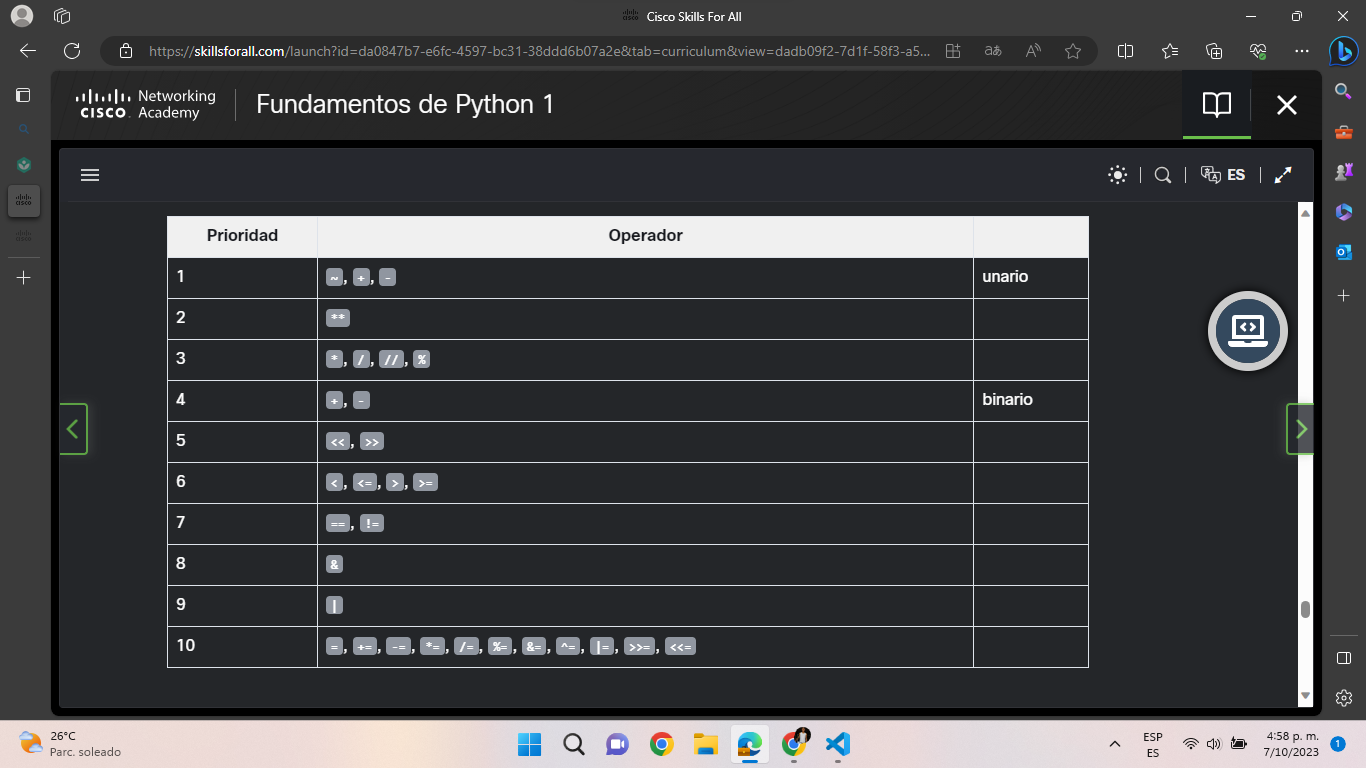 Cisco Skills For All
https://skillsforall.com/launch?id=da0847b7-e6fc-4597-bc31-38ddd6b07a2e&tab=curriculum&view=dadb09f2-7d1f-58f3-a5...
CISCO Networking Academy
Fundamentos de Python 1
ES
Prioridad Operador
1 ~, +, - unario
2 **
3 *, /, //, %
4 +, - binario
5 <<, >>
6 <, <=, >, >=
7 ==, !=
8 &
9 |
10 =, +=, -=, *=, /=, %=, &=, ^=, |=, >>=, <<=
26°C
Parc. soleado
ESP
ES
4:58 p. m.
7/10/2023
1